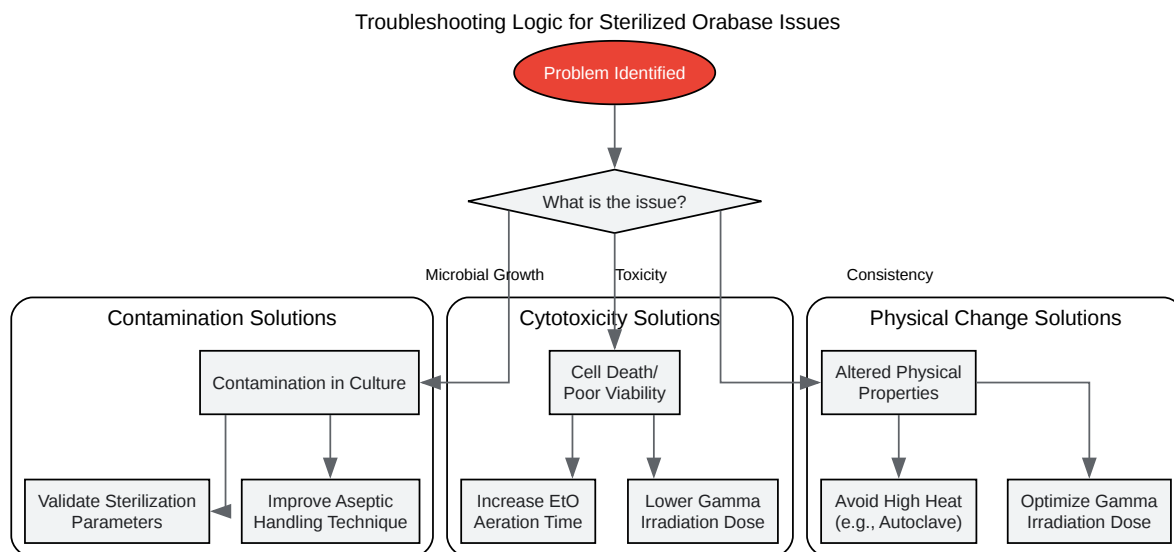 Troubleshooting Logic for Sterilized Orabase Issues
Problem Identified
What is the issue?
Microbial Growth
Toxicity
Consistency
Contamination Solutions
Cytotoxicity Solutions
Physical Change Solutions
Contamination in Culture
Cell Death/
Poor Viability
Altered Physical
Properties
Validate Sterilization
Parameters
Improve Aseptic
Handling Technique
Increase EtO
Aeration Time
Lower Gamma
Irradiation Dose
Avoid High Heat
(e.g., Autoclave)
Optimize Gamma
Irradiation Dose